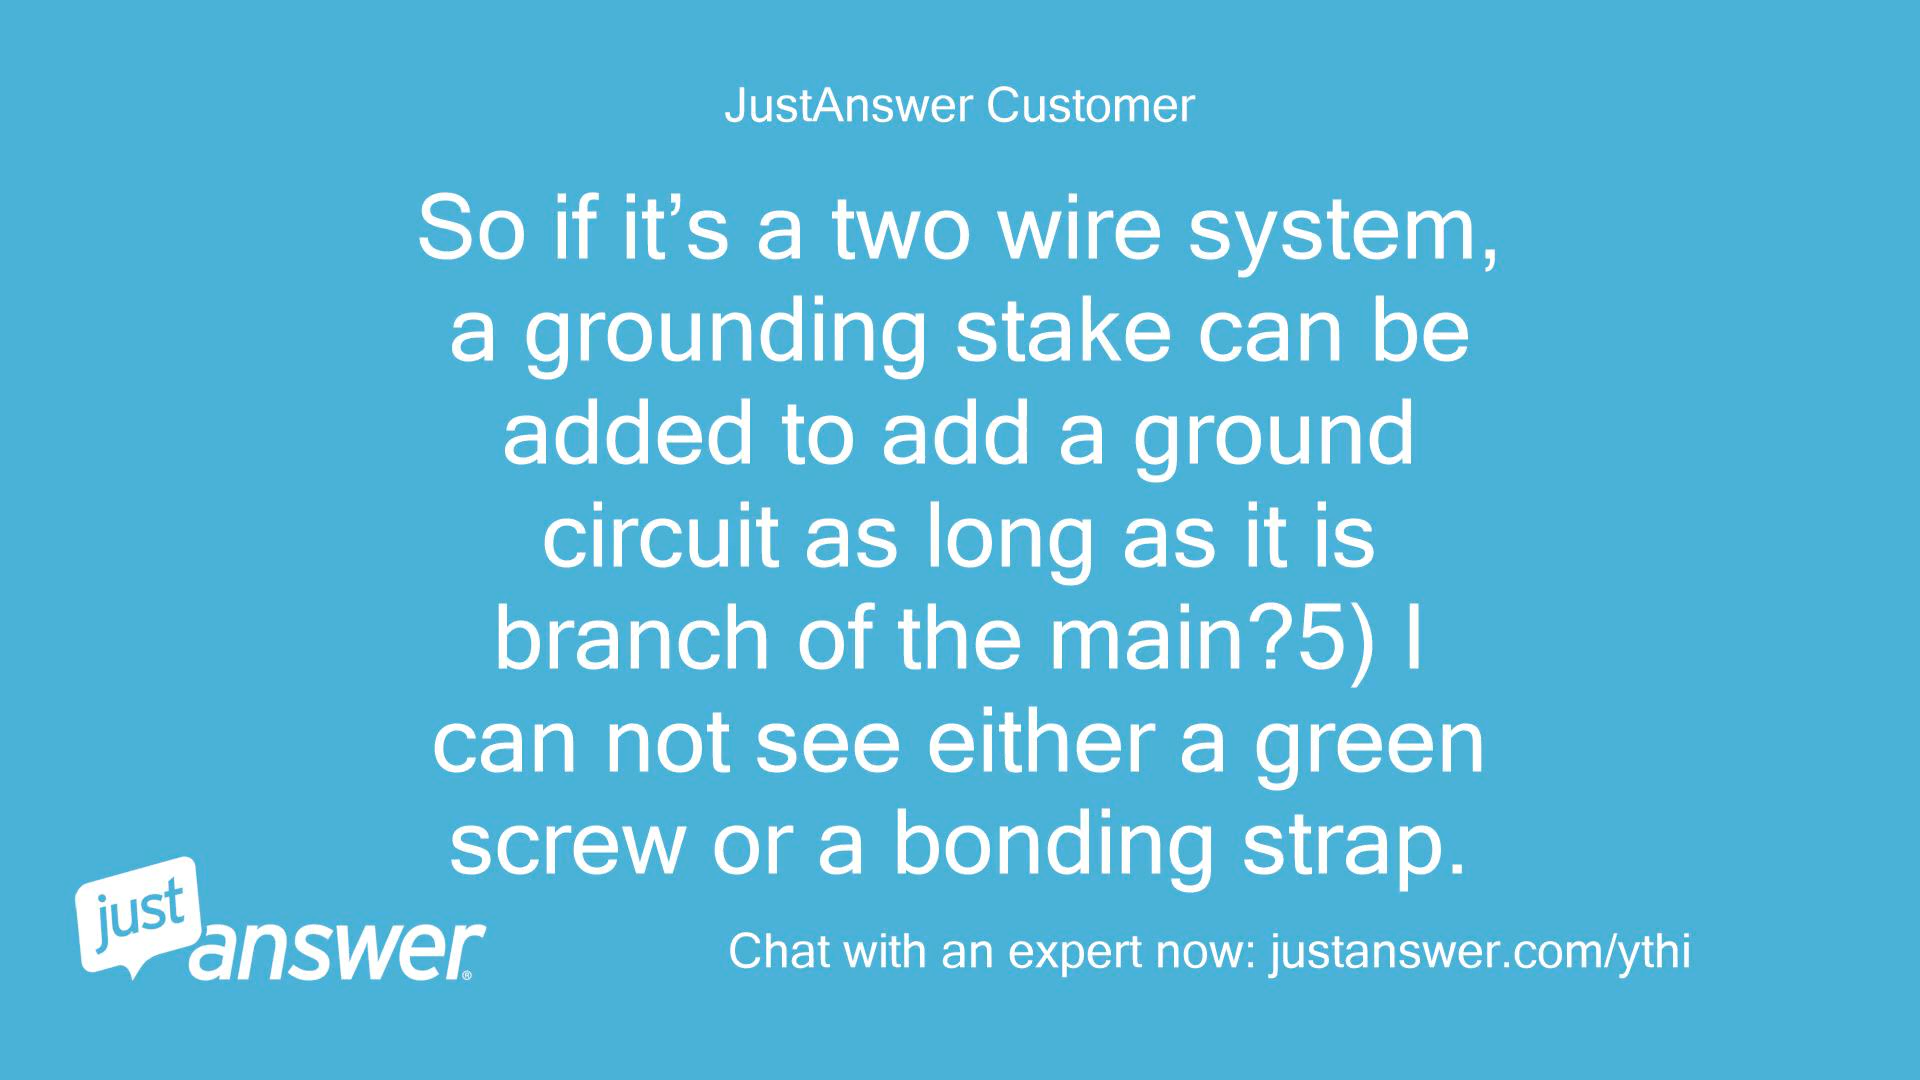 JustAnswer Customer
So if it’s a two wire system,
a grounding stake can be
added to add a ground
circuit as long as it is
branch of the main?5) I
can not see either a green
screw or a bonding strap.
just
answer®
Chat with an expert now: justanswer.com/ythi